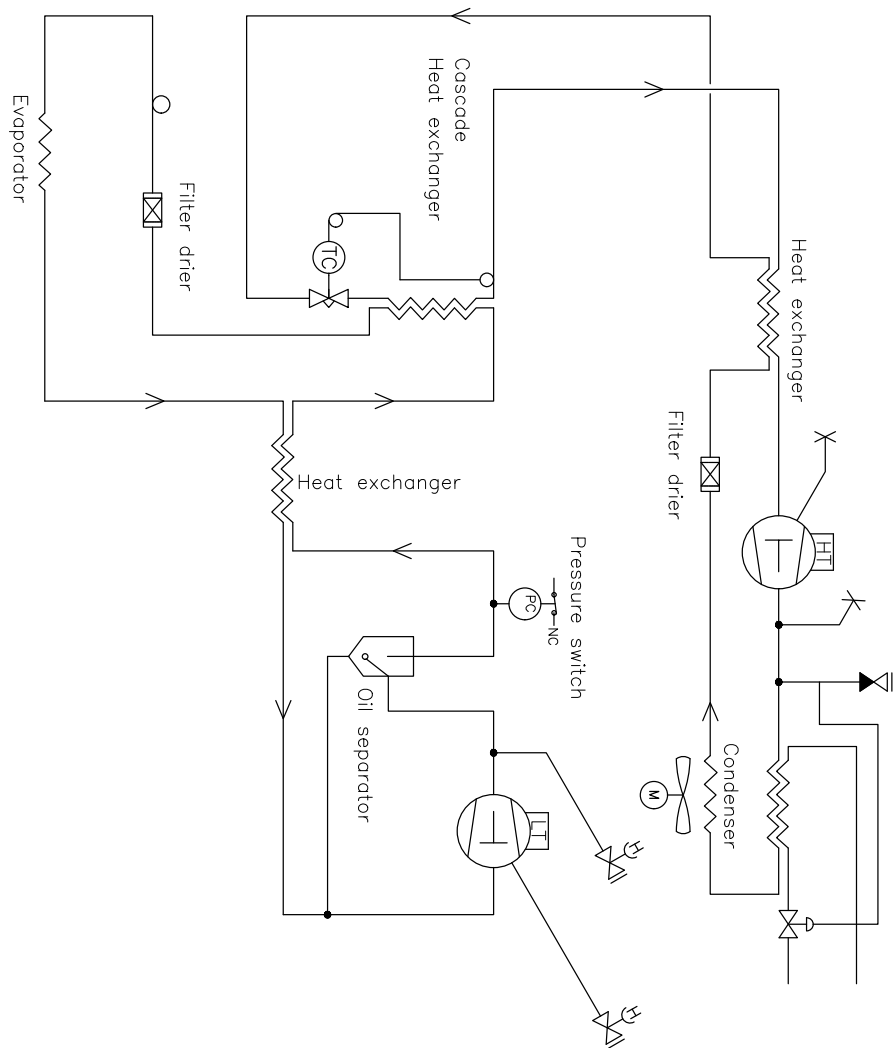 Cascade
Heat exchanger
Evaporator
Filter drier
TC
Heat exchanger
Filter drier
HT
Heat exchanger
Pressure switch
PC
NC
Oil separator
Condenser
M
LT
H
H